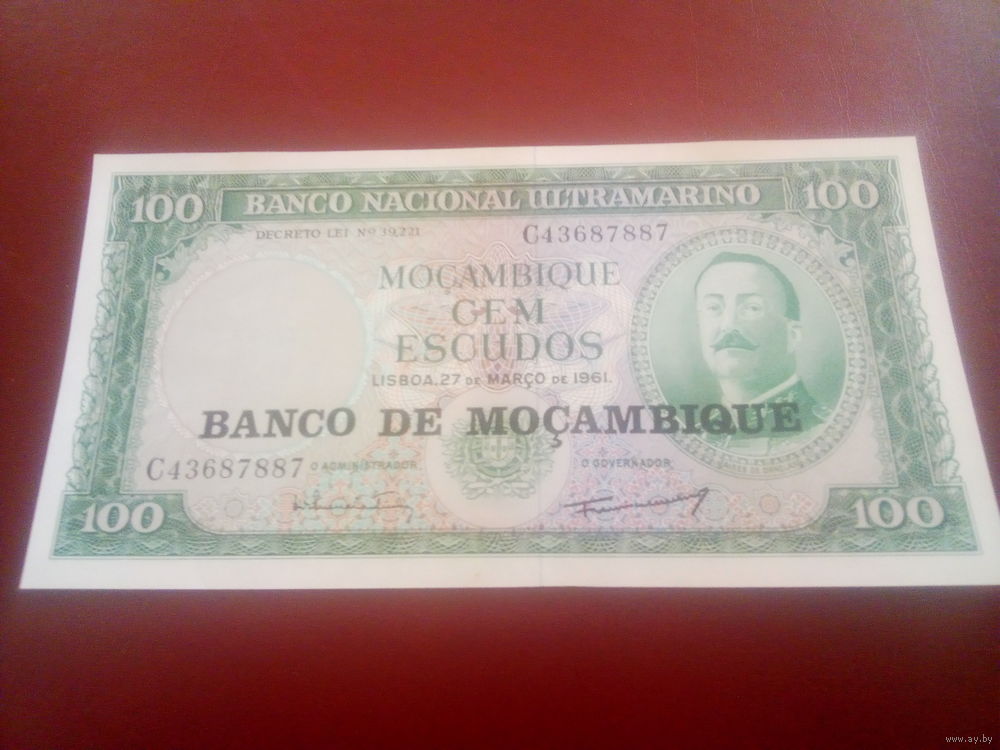 100 BANCO NACIONAL ULTRAMARINO 100
DECRETO LEI Nº 39.221
C43687887
MOÇAMBIQUE
CEM
ESCUDOS
LISBOA, 27 DE MARÇO DE 1961.
BANCO DE MOÇAMBIQUE
C43687887
O ADMINISTRADOR
O GOVERNADOR
100
100
www.ay.by